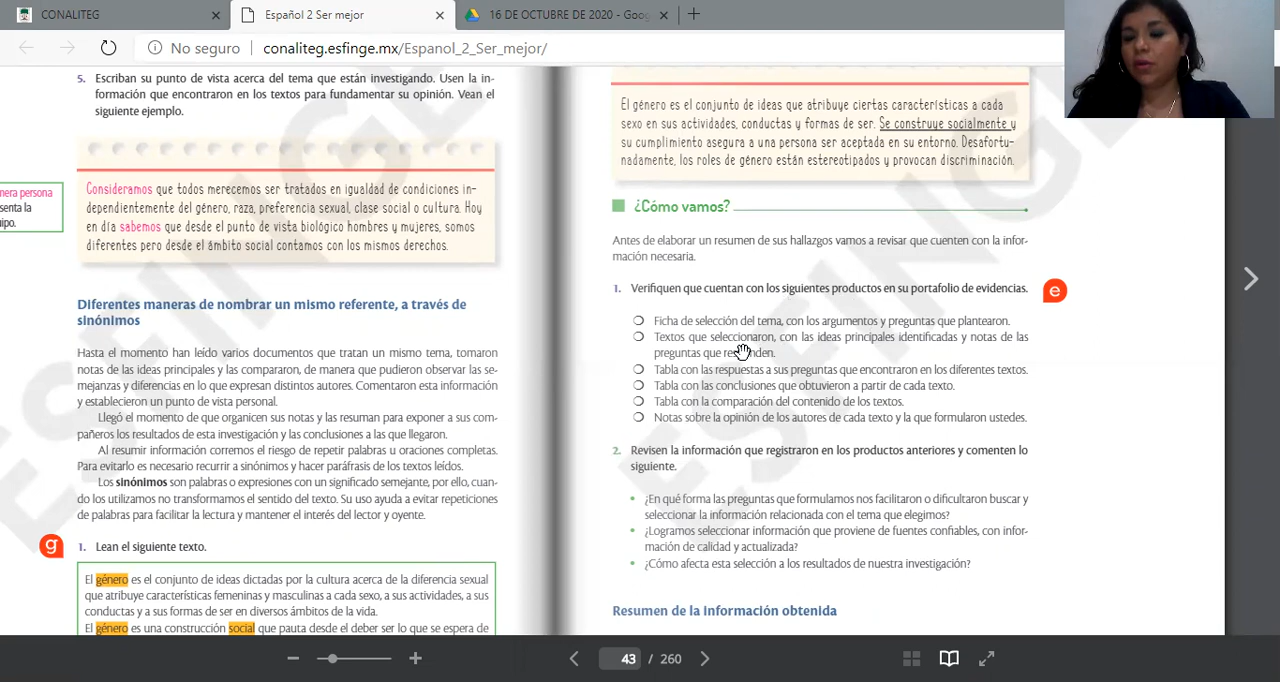 CONALITEG
Español 2 Ser mejor
16 DE OCTUBRE DE 2020 - Goog
No seguro
conaliteg.esfinge.mx/Espanol_2_Ser_mejor/
5. Escriban su punto de vista acerca del tema que están investigando. Usen la in-
formación que encontraron en los textos para fundamentar su opinión. Vean el
siguiente ejemplo.
mera persona
senta la
uipo.
Consideramos que todos merecemos ser tratados en igualdad de condiciones in-
dependientemente del género, raza, preferencia sexual, clase social o cultura. Hoy
en día sabemos que desde el punto de vista biológico hombres y mujeres, somos
diferentes pero desde el ámbito social contamos con los mismos derechos.
Diferentes maneras de nombrar un mismo referente, a través de
sinónimos
Hasta el momento han leído varios documentos que tratan un mismo tema, tomaron
notas de las ideas principales y las compararon, de manera que pudieron observar las se-
mejanzas y diferencias en lo que expresan distintos autores. Comentaron esta información
y establecieron un punto de vista personal.
Llegó el momento de que organicen sus notas y las resuman para exponer a sus com-
pañeros los resultados de esta investigación y las conclusiones a las que llegaron.
Al resumir información corremos el riesgo de repetir palabras u oraciones completas.
Para evitarlo es necesario recurrir a sinónimos y hacer paráfrasis de los textos leídos.
Los sinónimos son palabras o expresiones con un significado semejante, por ello, cuan-
do los utilizamos no transformamos el sentido del texto. Su uso ayuda a evitar repeticiones
de palabras para facilitar la lectura y mantener el interés del lector y oyente.
g
1. Lean el siguiente texto.
El género es el conjunto de ideas dictadas por la cultura acerca de la diferencia sexual
que atribuye características femeninas y masculinas a cada sexo, a sus actividades, a sus
conductas y a sus formas de ser en diversos ámbitos de la vida.
El género es una construcción social que pauta desde el deber ser lo que se espera de
El género es el conjunto de ideas que atribuye ciertas características a cada
sexo en sus actividades, conductas y formas de ser. Se construye socialmente y
su cumplimiento asegura a una persona ser aceptada en su entorno. Desafortu-
nadamente, los roles de género están estereotipados y provocan discriminación.
¿Cómo vamos?
Antes de elaborar un resumen de sus hallazgos vamos a revisar que cuenten con la infor-
mación necesaria.
1. Verifiquen que cuentan con los siguientes productos en su portafolio de evidencias.
e
Ficha de selección del tema, con los argumentos y preguntas que plantearon.
Textos que seleccionaron, con las ideas principales identificadas y notas de las
preguntas que
Tabla con las respuestas a sus preguntas que encontraron en los diferentes textos.
Tabla con las conclusiones que obtuvieron a partir de cada texto.
Tabla con la comparación del contenido de los textos.
Notas sobre la opinión de los autores de cada texto y la que formularon ustedes.
2. Revisen la información que registraron en los productos anteriores y comenten lo
siguiente.
• ¿En qué forma las preguntas que formulamos nos facilitaron o dificultaron buscar y
seleccionar la información relacionada con el tema que elegimos?
• ¿Logramos seleccionar información que proviene de fuentes confiables, con infor-
mación de calidad y actualizada?
• ¿Cómo afecta esta selección a los resultados de nuestra investigación?
Resumen de la información obtenida
ESFINGE
ESFINGE
43 / 260